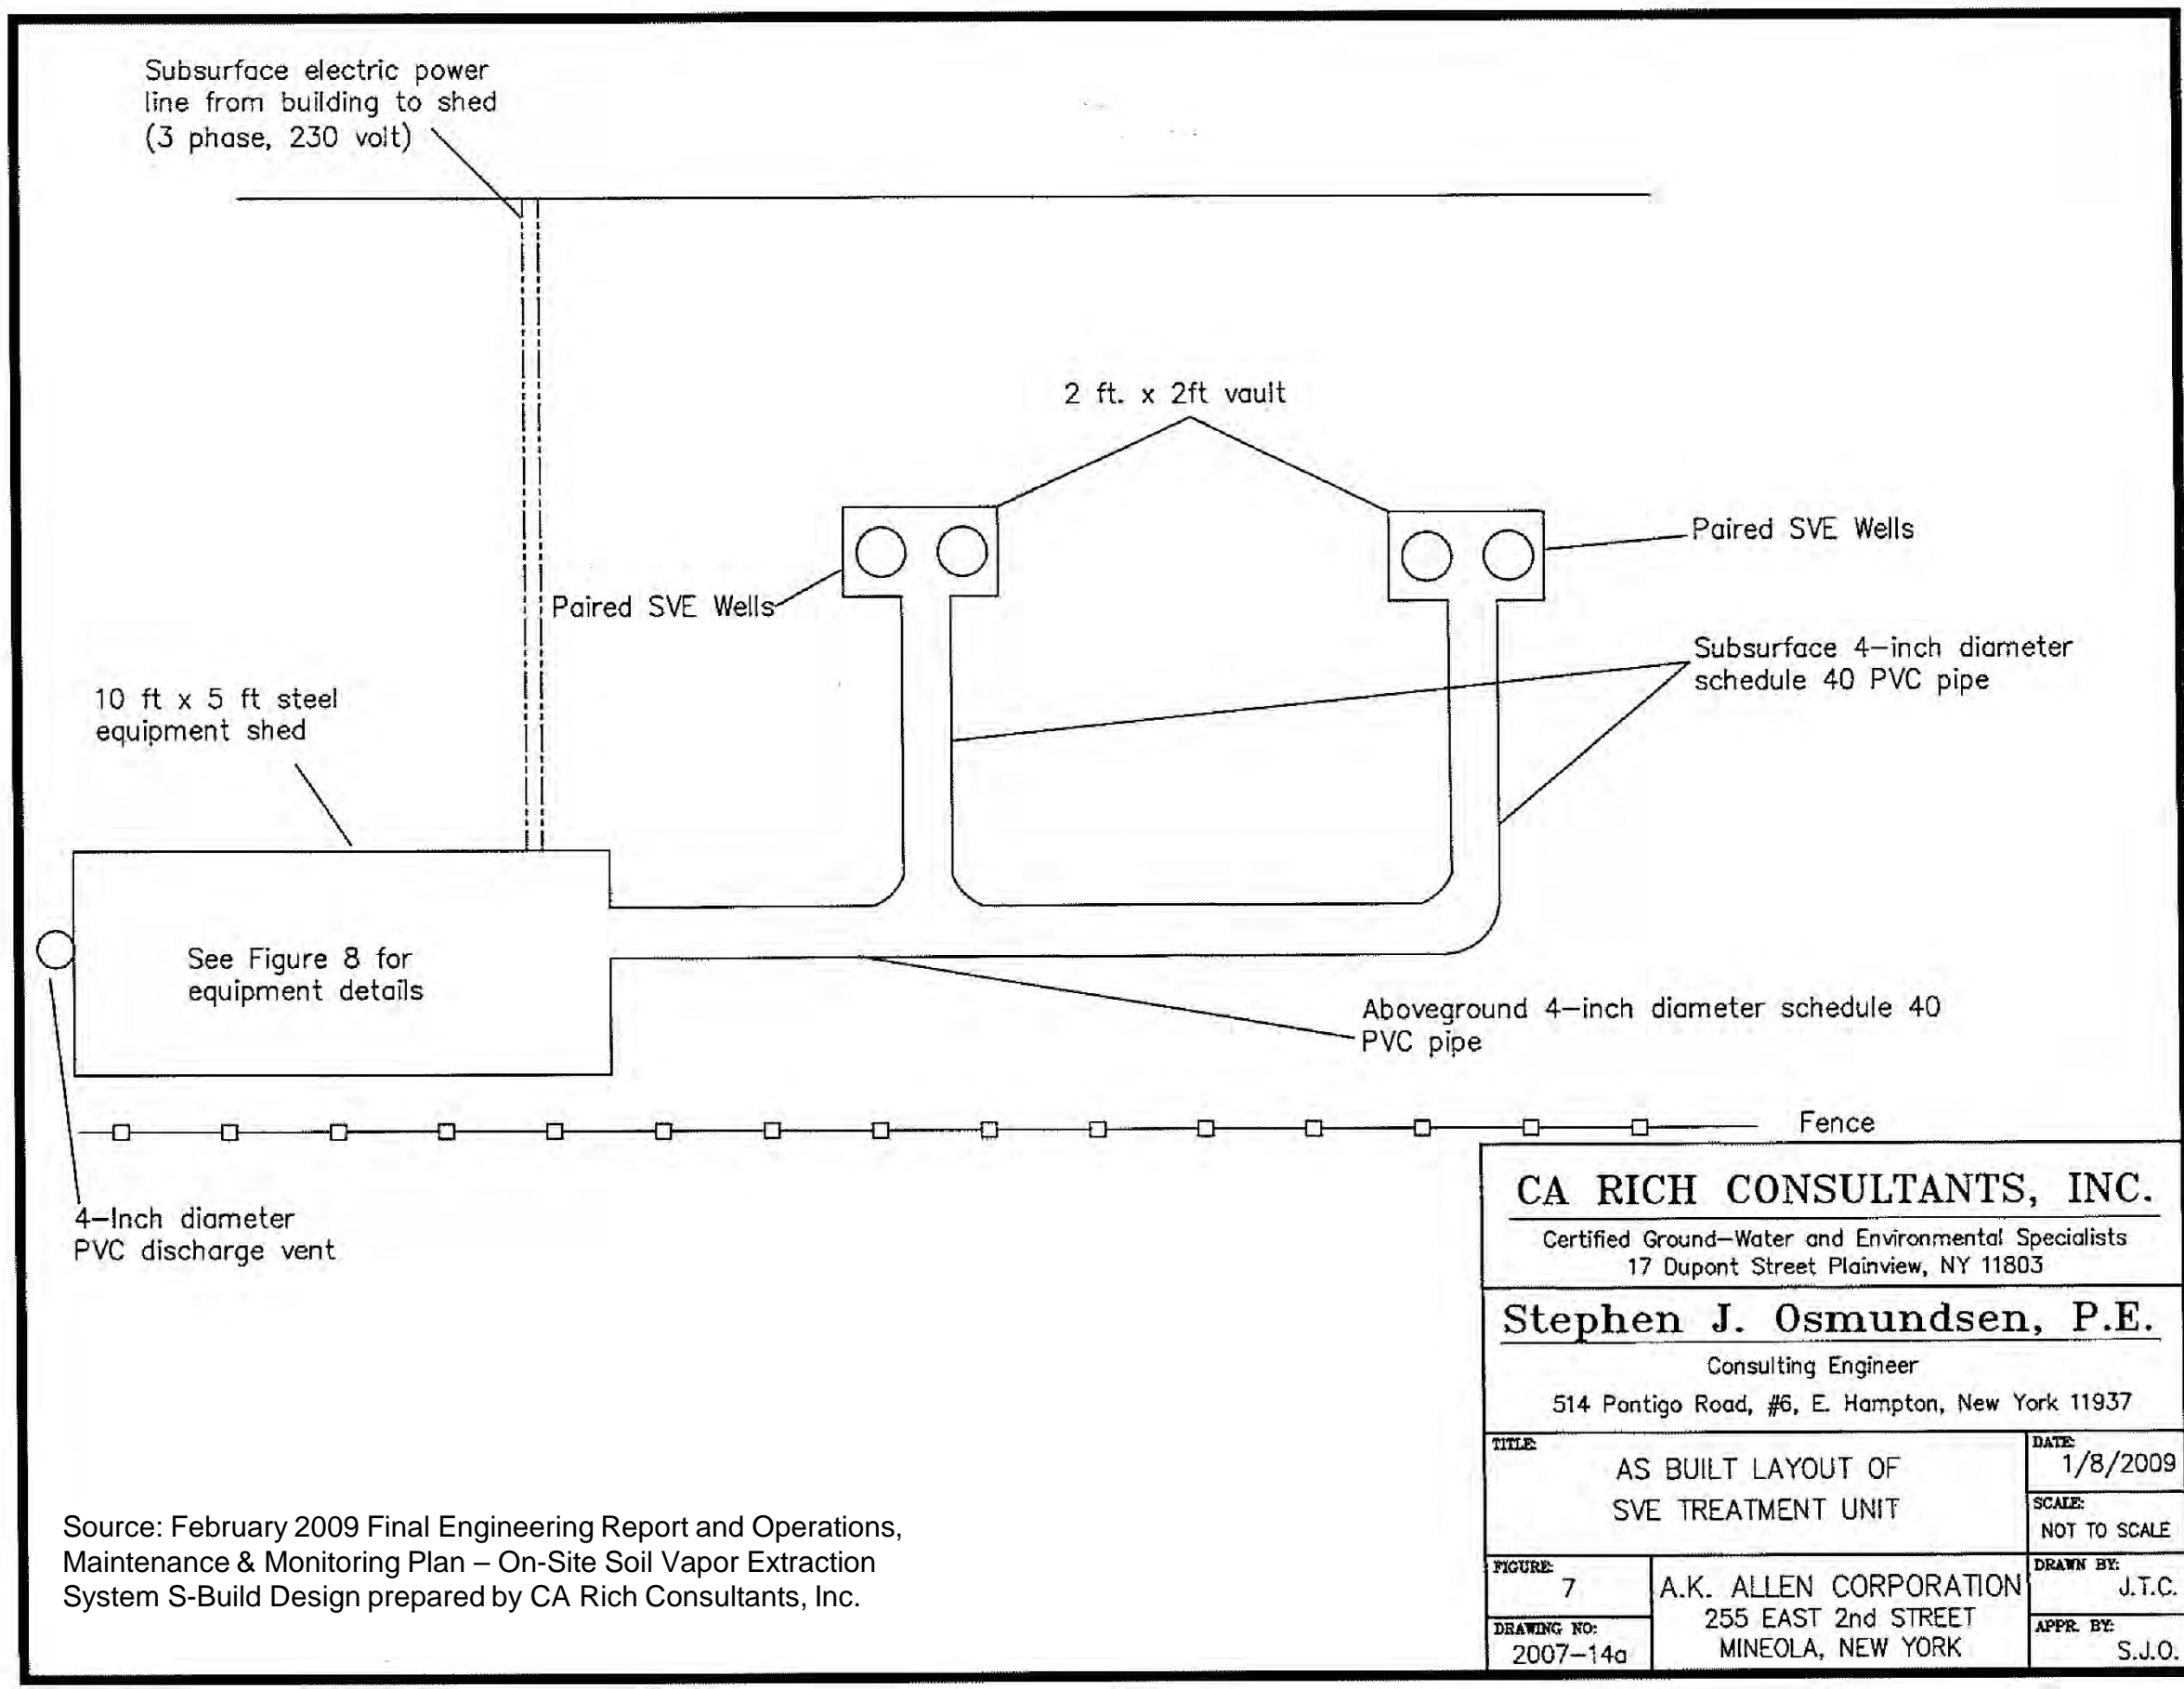 Subsurface electric power
line from building to shed
(3 phase, 230 volt)
2 ft. x 2ft vault
Paired SVE Wells
Paired SVE Wells
Subsurface 4-inch diameter
schedule 40 PVC pipe
10 ft x 5 ft steel
equipment shed
See Figure 8 for
equipment details
Aboveground 4-inch diameter schedule 40
PVC pipe
Fence
4-Inch diameter
PVC discharge vent
CA RICH CONSULTANTS, INC.
Certified Ground-Water and Environmental Specialists
17 Dupont Street Plainview, NY 11803
Stephen J. Osmundsen, P.E.
Consulting Engineer
514 Pantigo Road, #6, E. Hampton, New York 11937
TITLE:
AS BUILT LAYOUT OF
SVE TREATMENT UNIT
DATE:
1/8/2009
SCALE:
NOT TO SCALE
FIGURE:
7
DRAWING NO:
2007-14a
A.K. ALLEN CORPORATION
255 EAST 2nd STREET
MINEOLA, NEW YORK
DRAWN BY:
J.T.C.
APPR. BY:
S.J.O.
Source: February 2009 Final Engineering Report and Operations,
Maintenance & Monitoring Plan – On-Site Soil Vapor Extraction
System S-Build Design prepared by CA Rich Consultants, Inc.